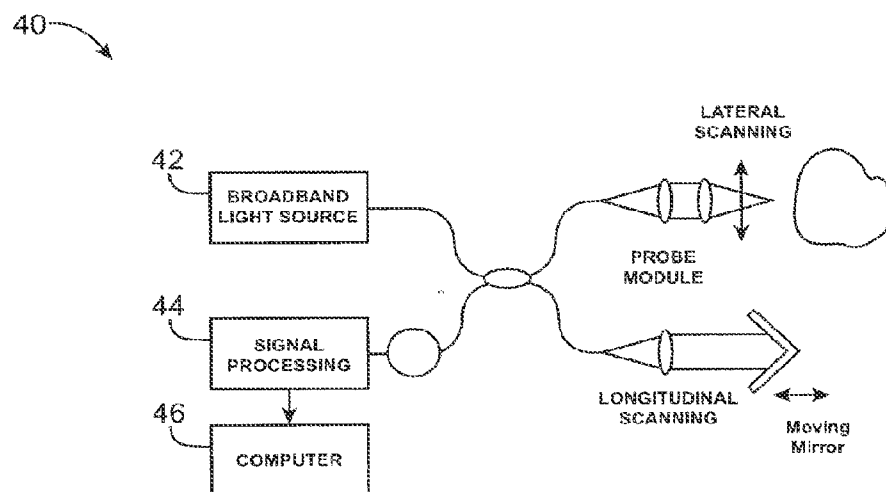 40
LATERAL
SCANNING
42
BROADBAND
LIGHT SOURCE
PROBE
MODULE
44
SIGNAL
PROCESSING
LONGITUDINAL
SCANNING
Moving
Mirror
46
COMPUTER